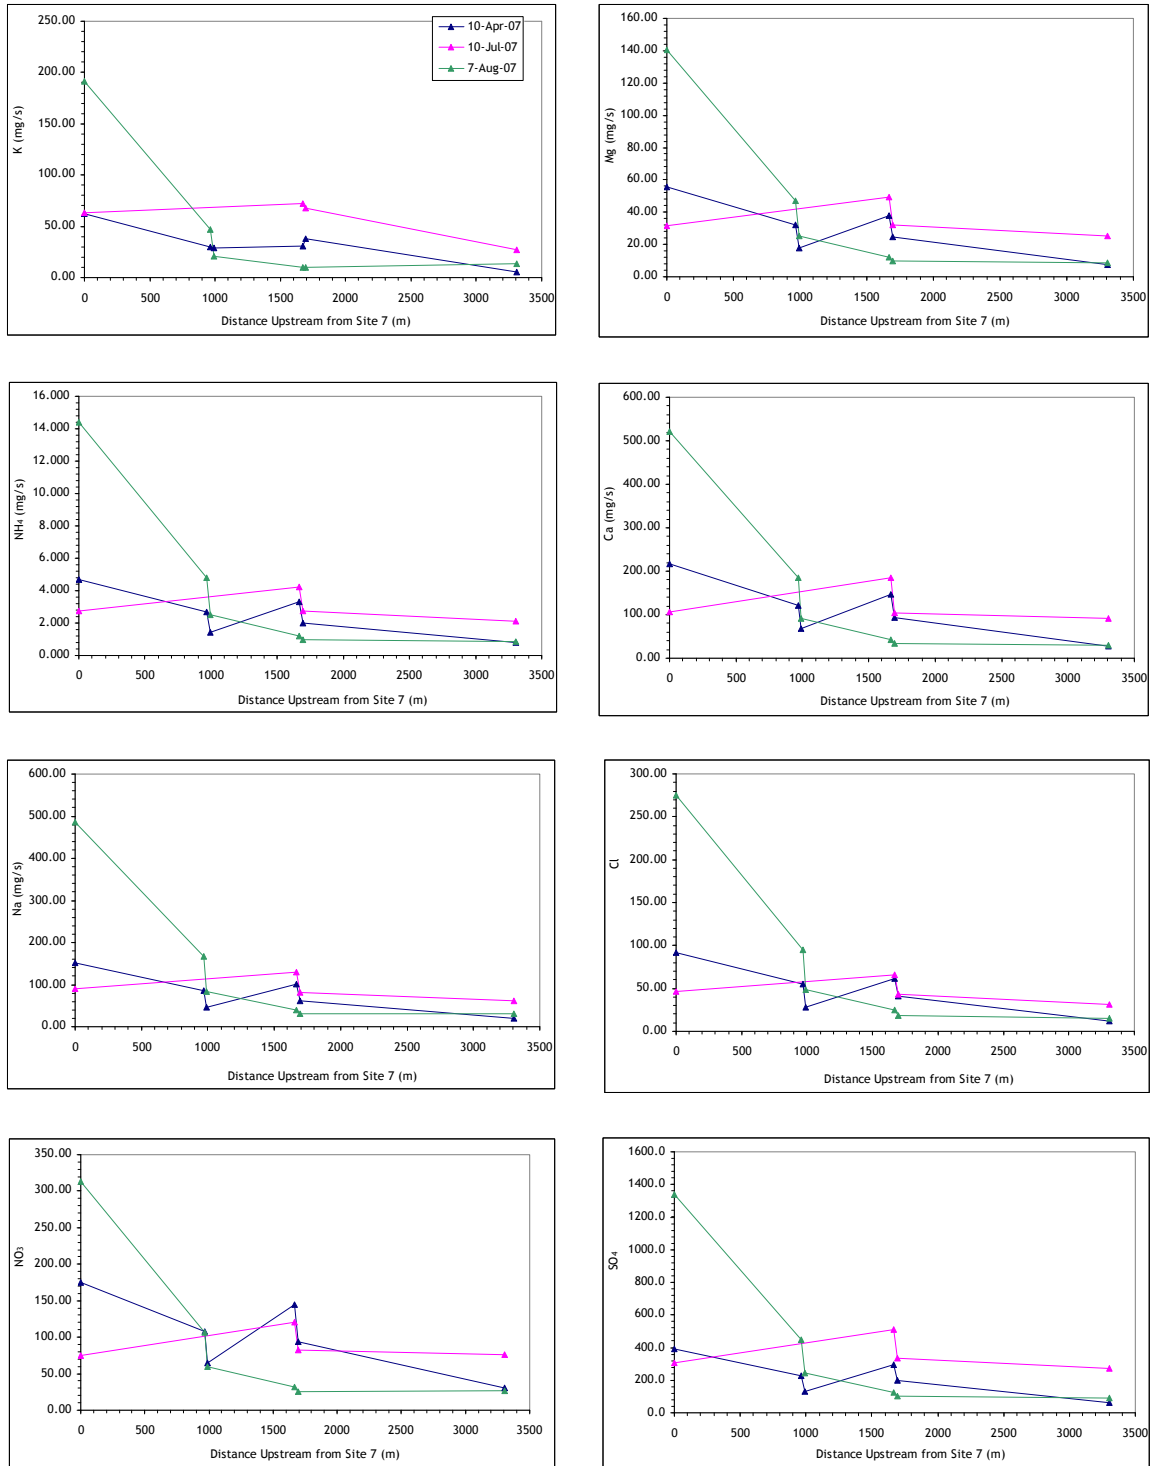 250.00
200.00
150.00
100.00
50.00
0.00
K (mg/s)
10-Apr-07
10-Jul-07
7-Aug-07
0 500 1000 1500 2000 2500 3000 3500
Distance Upstream from Site 7 (m)
160.00
140.00
120.00
100.00
80.00
60.00
40.00
20.00
0.00
Mg (mg/s)
0 500 1000 1500 2000 2500 3000 3500
Distance Upstream from Site 7 (m)
16.000
14.000
12.000
10.000
8.000
6.000
4.000
2.000
0.000
NH₄ (mg/s)
0 500 1000 1500 2000 2500 3000 3500
Distance Upstream from Site 7 (m)
600.00
500.00
400.00
300.00
200.00
100.00
0.00
Ca (mg/s)
0 500 1000 1500 2000 2500 3000 3500
Distance Upstream from Site 7 (m)
600.00
500.00
400.00
300.00
200.00
100.00
0.00
Na (mg/s)
0 500 1000 1500 2000 2500 3000 3500
Distance Upstream from Site 7 (m)
300.00
250.00
200.00
150.00
100.00
50.00
0.00
Cl
0 500 1000 1500 2000 2500 3000 3500
Distance Upstream from Site 7 (m)
350.00
300.00
250.00
200.00
150.00
100.00
50.00
0.00
NO₃
0 500 1000 1500 2000 2500 3000 3500
Distance Upstream from Site 7 (m)
1600.0
1400.0
1200.0
1000.0
800.0
600.0
400.0
200.0
0.0
SO₄
0 500 1000 1500 2000 2500 3000 3500
Distance Upstream from Site 7 (m)